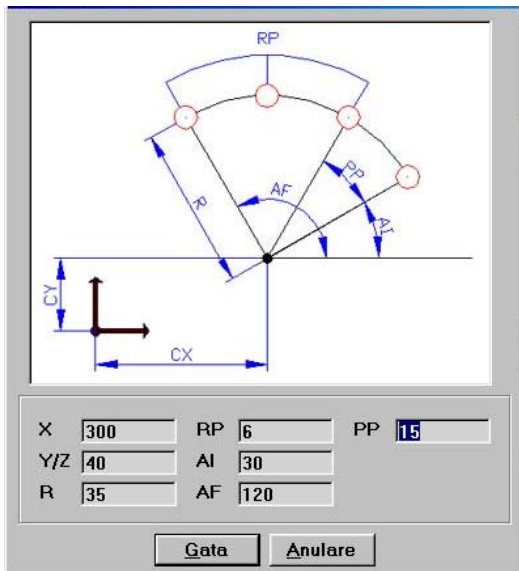 RP
AF
PP
R
AI
CY
CX
X 300 RP 6 PP 15
Y/Z 40 AI 30
R 35 AF 120
Gata Anulare